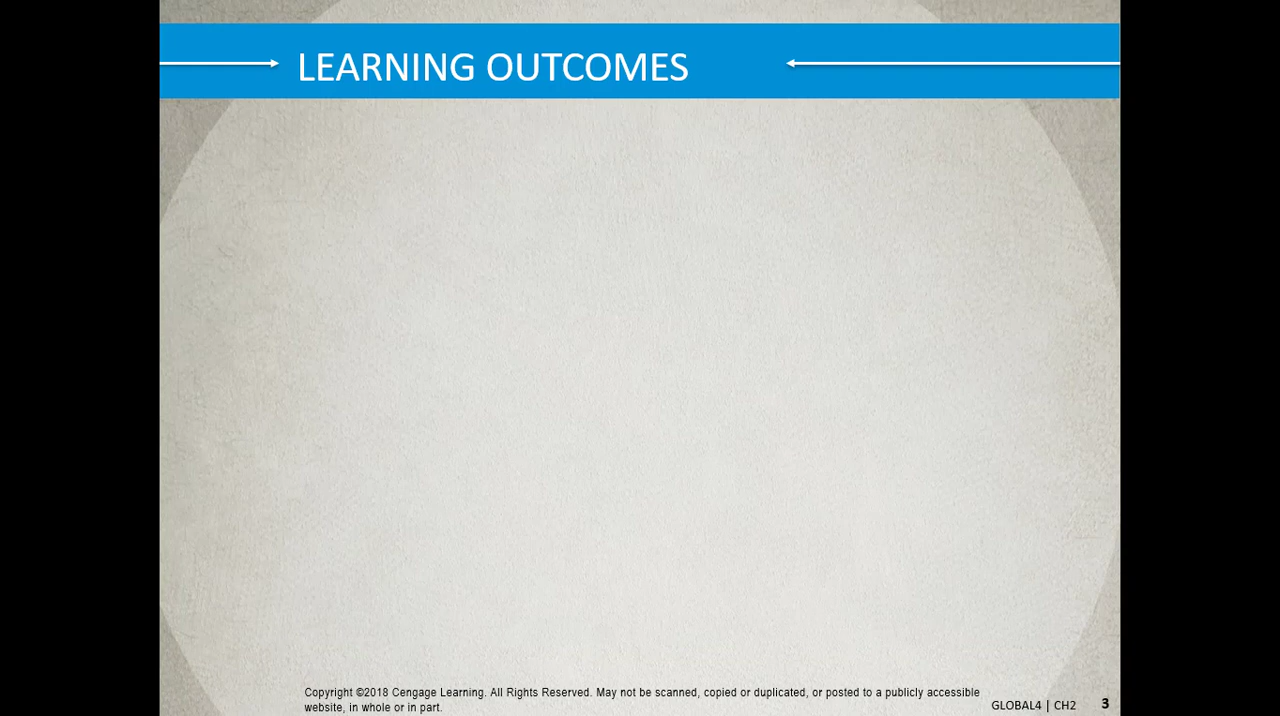 LEARNING OUTCOMES
Copyright ©2018 Cengage Learning. All Rights Reserved. May not be scanned, copied or duplicated, or posted to a publicly accessible
website, in whole or in part.
GLOBAL4 | CH2 3